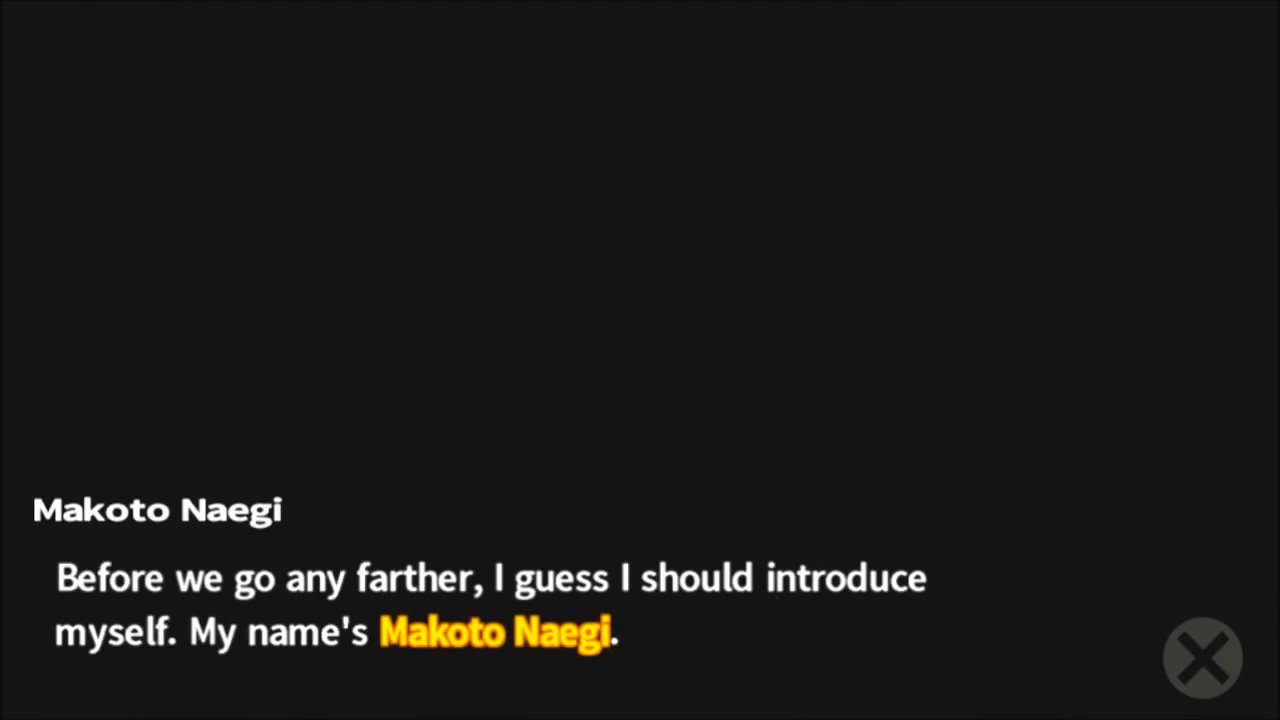 Makoto Naegi
Before we go any farther, I guess I should introduce
myself. My name's Makoto Naegi.